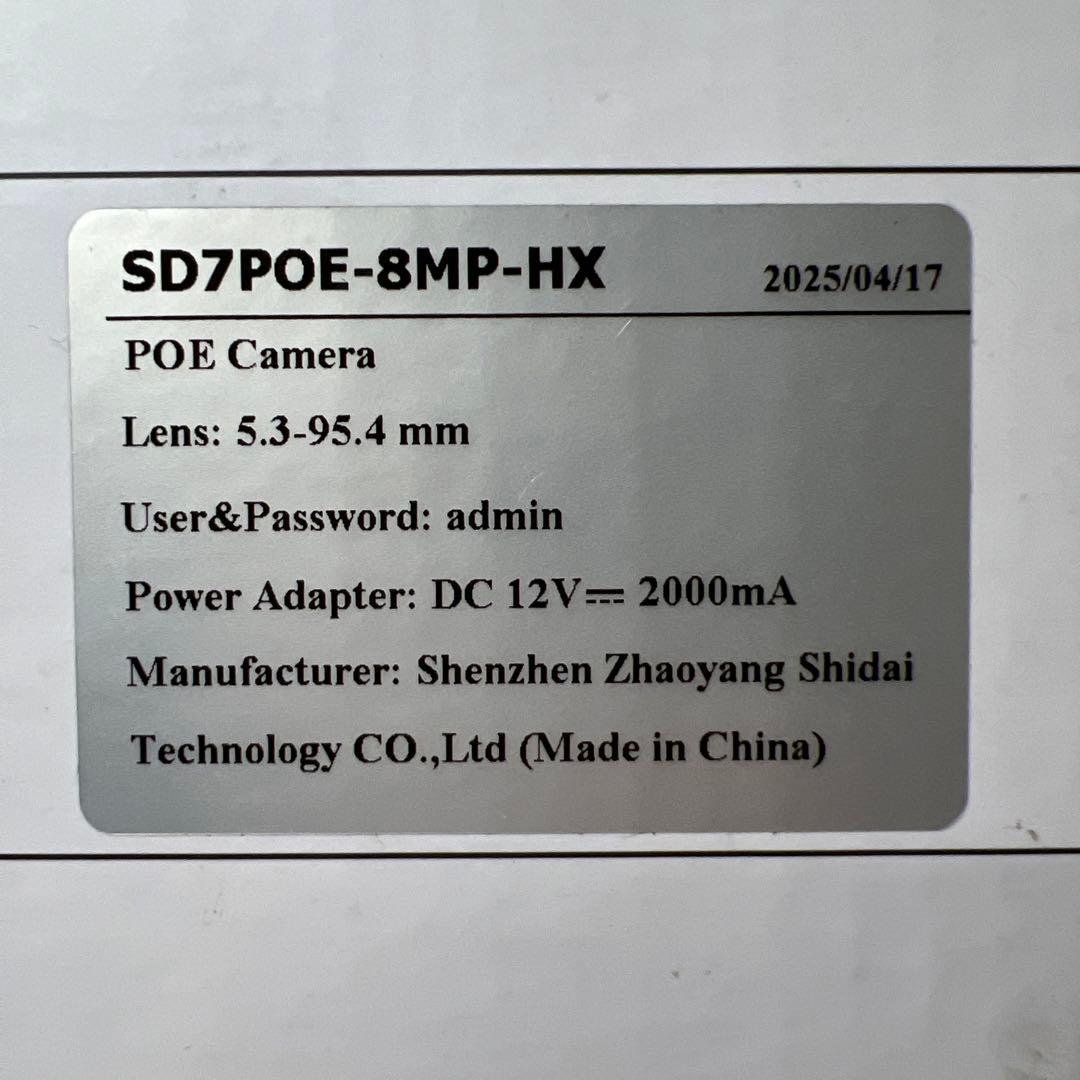 SD7POE-8MP-HX 2025/04/17
POE Camera
Lens: 5.3-95.4 mm
User&Password: admin
Power Adapter: DC 12V⎓ 2000mA
Manufacturer: Shenzhen Zhaoyang Shidai
Technology CO.,Ltd (Made in China)